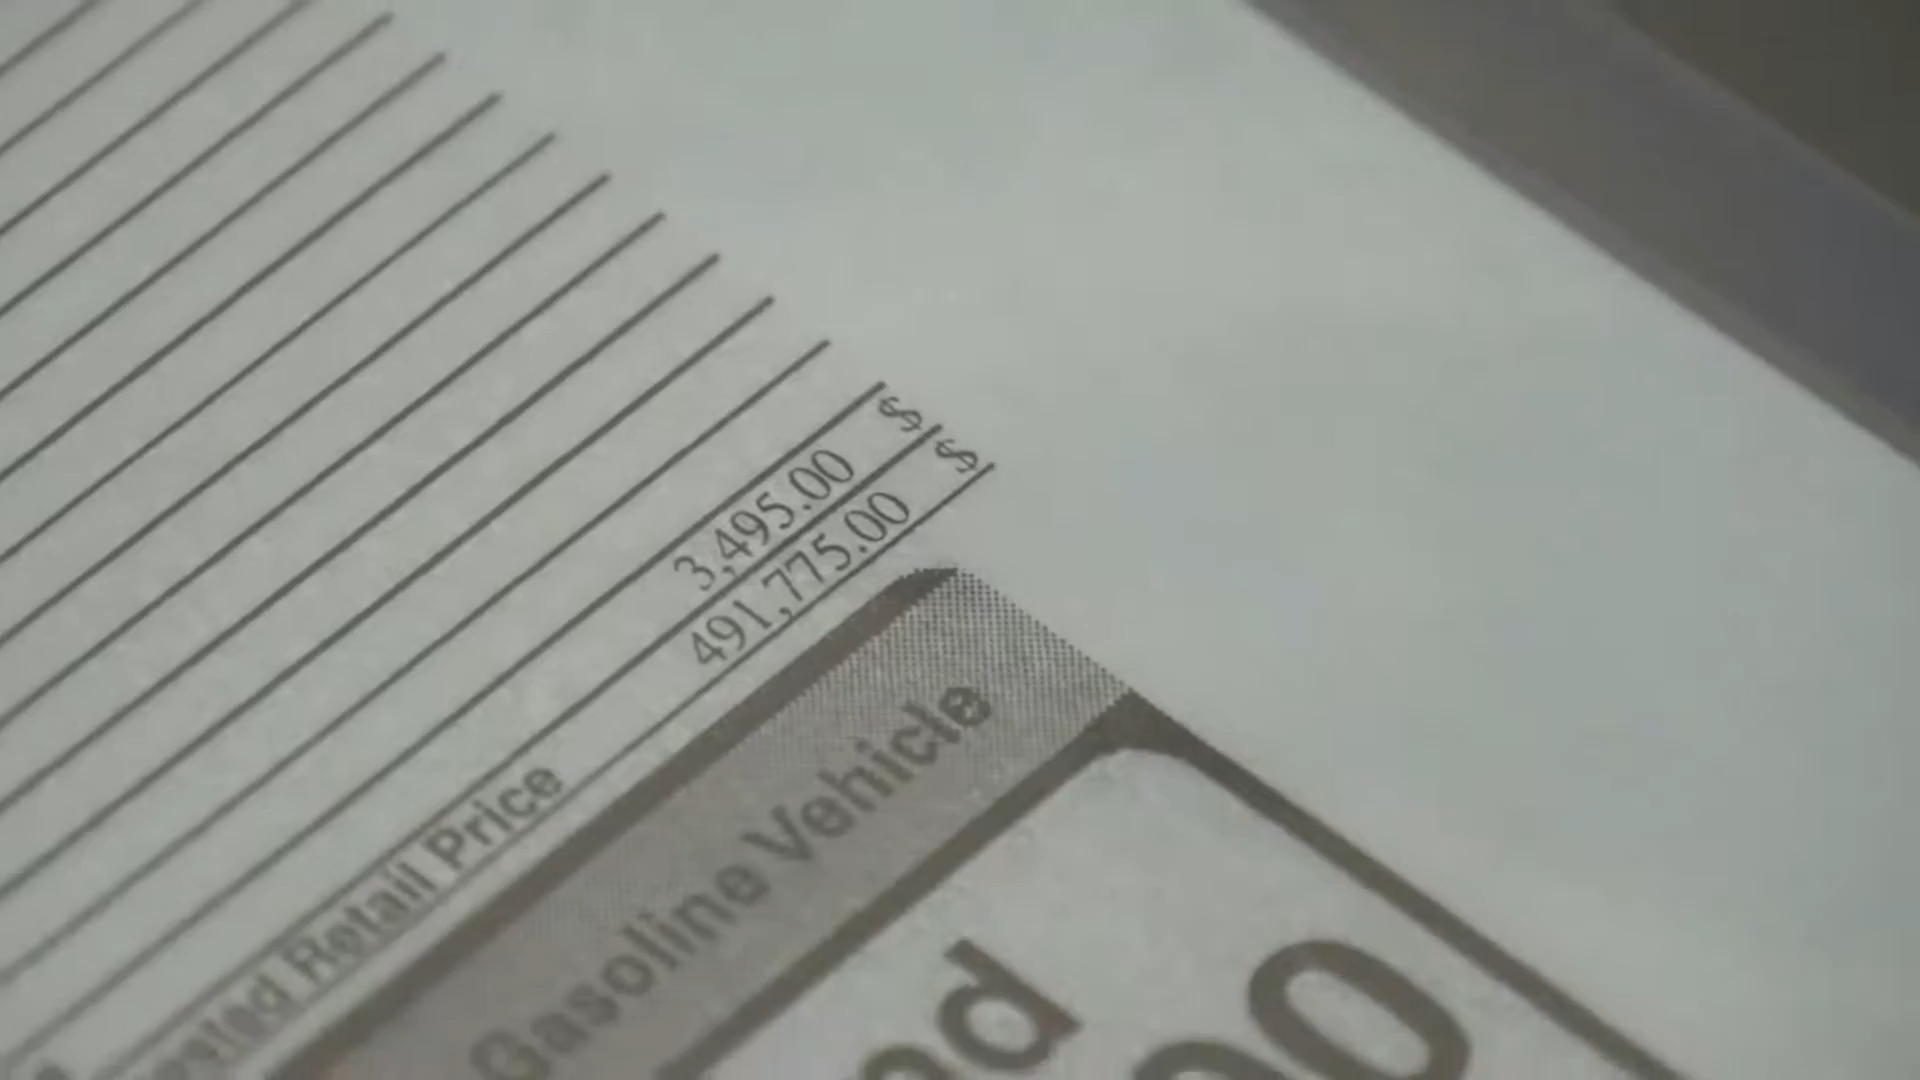 3,495.00 $
491,775.00 $
Retail Price
Gasoline Vehicle